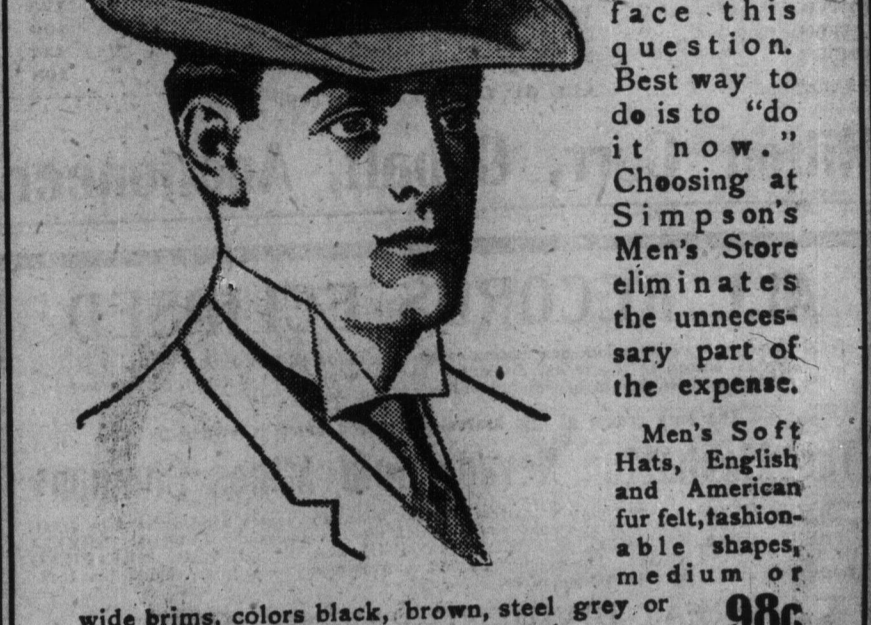 face this
question.
Best way to
do is to “do
it now.”
Choosing at
Simpson's
Men's Store
eliminates
the unneces-
sary part of
the expense.
Men's Soft
Hats, English
and American
fur felt, fashion-
able shapes,
medium or
wide brims, colors black, brown, steel grey or 98c